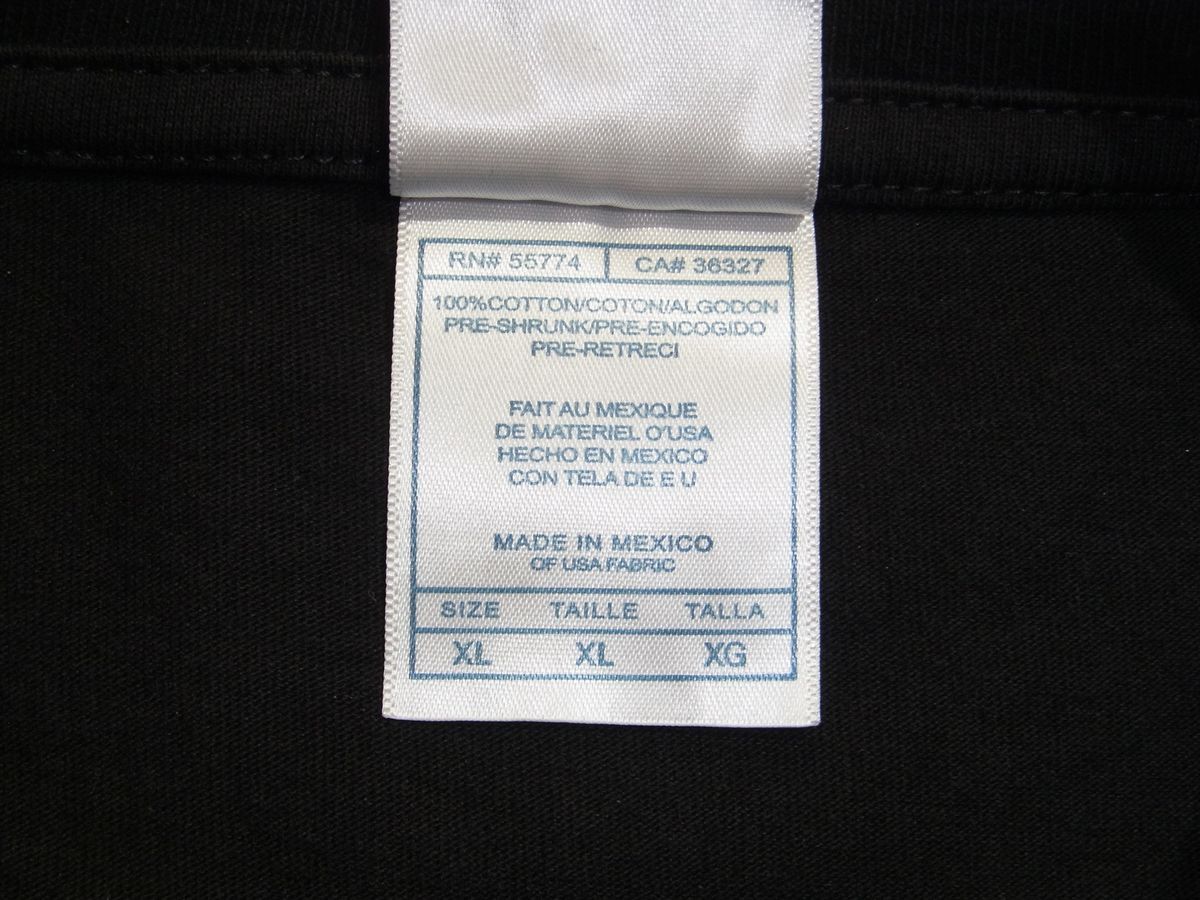 RN# 55774 CA# 36327
100%COTTON/COTON/ALGODON
PRE-SHRUNK/PRE-ENCOGIDO
PRE-RETRECI
FAIT AU MEXIQUE
DE MATERIEL O'USA
HECHO EN MEXICO
CON TELA DE E U
MADE IN MEXICO
OF USA FABRIC
SIZE TAILLE TALLA
XL XL XG